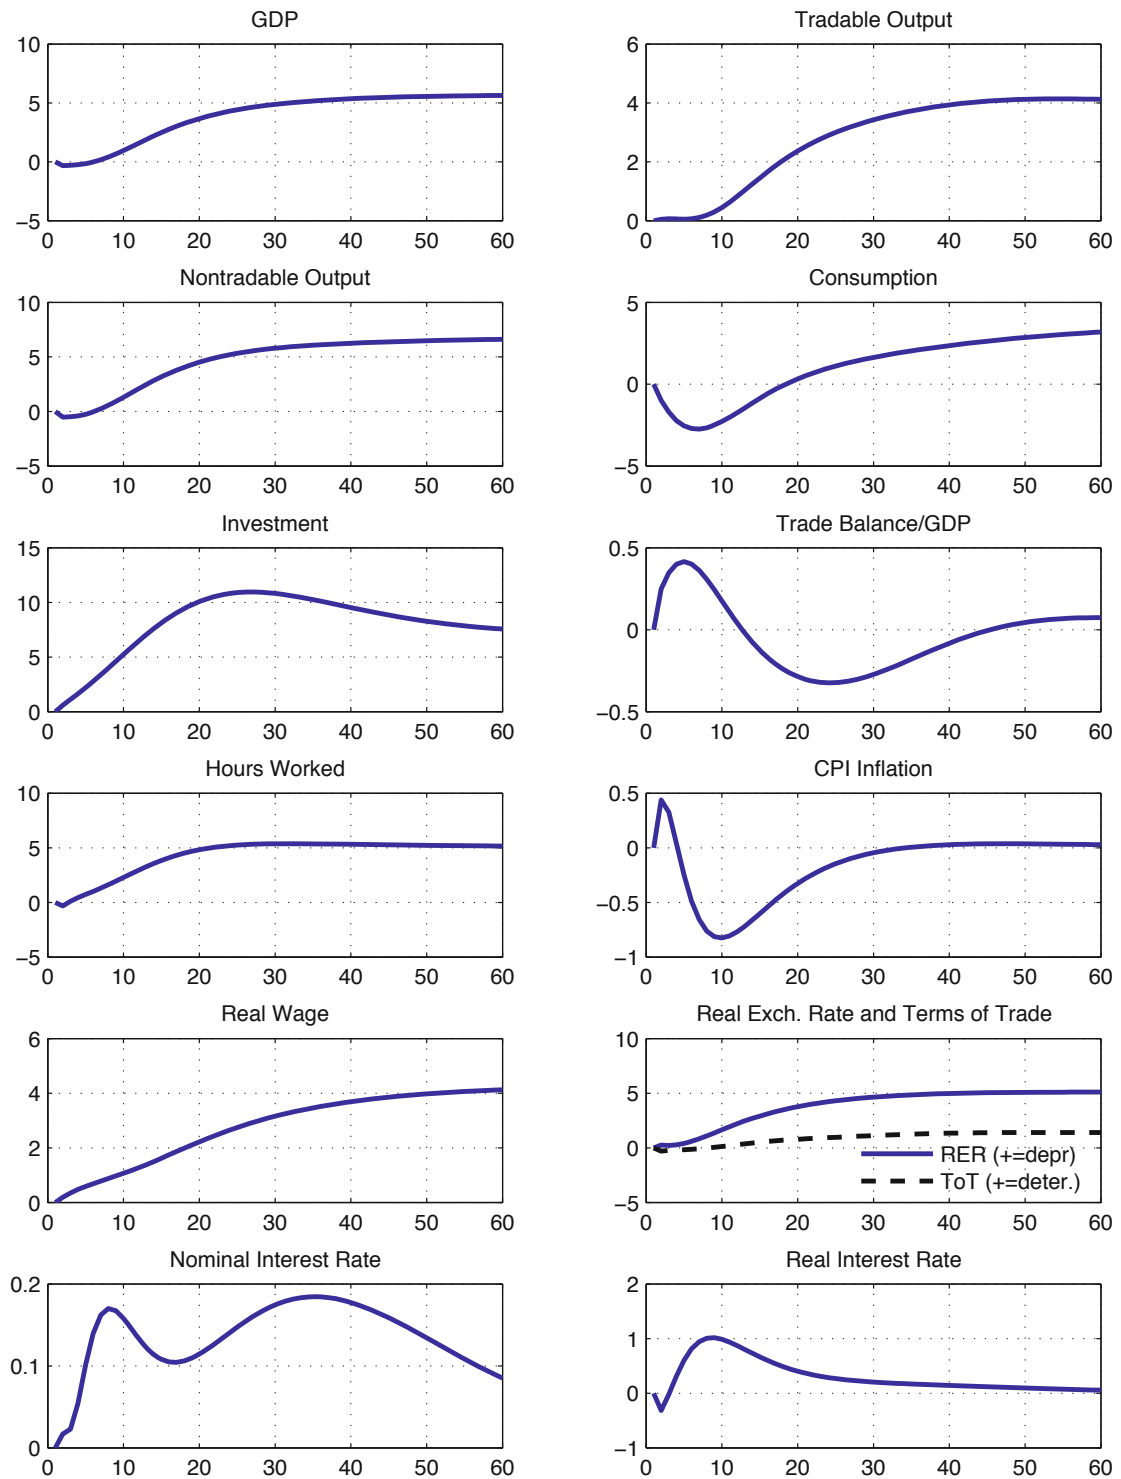 GDP
10
5
0
−5
0 10 20 30 40 50 60
Tradable Output
6
4
2
0
0 10 20 30 40 50 60
Nontradable Output
10
5
0
−5
0 10 20 30 40 50 60
Consumption
5
0
−5
0 10 20 30 40 50 60
Investment
15
10
5
0
0 10 20 30 40 50 60
Trade Balance/GDP
0.5
0
−0.5
0 10 20 30 40 50 60
Hours Worked
10
5
0
−5
0 10 20 30 40 50 60
CPI Inflation
0.5
0
−0.5
−1
0 10 20 30 40 50 60
Real Wage
6
4
2
0
0 10 20 30 40 50 60
Real Exch. Rate and Terms of Trade
10
5
0
−5
RER (+=depr)
ToT (+=deter.)
0 10 20 30 40 50 60
Nominal Interest Rate
0.2
0.1
0
0 10 20 30 40 50 60
Real Interest Rate
2
1
0
−1
0 10 20 30 40 50 60